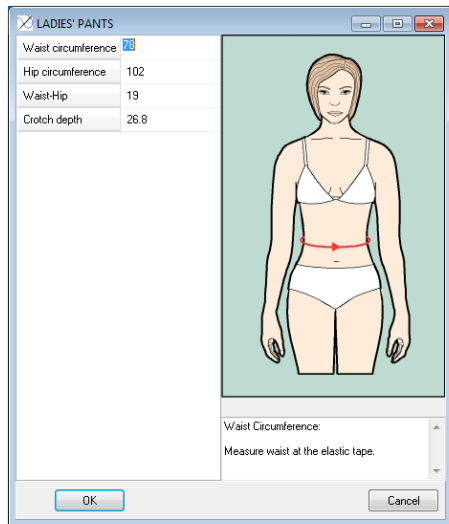 LADIES' PANTS
Waist circumference 78
Hip circumference 102
Waist-Hip 19
Crotch depth 26.8
Waist Circumference:
Measure waist at the elastic tape.
OK
Cancel